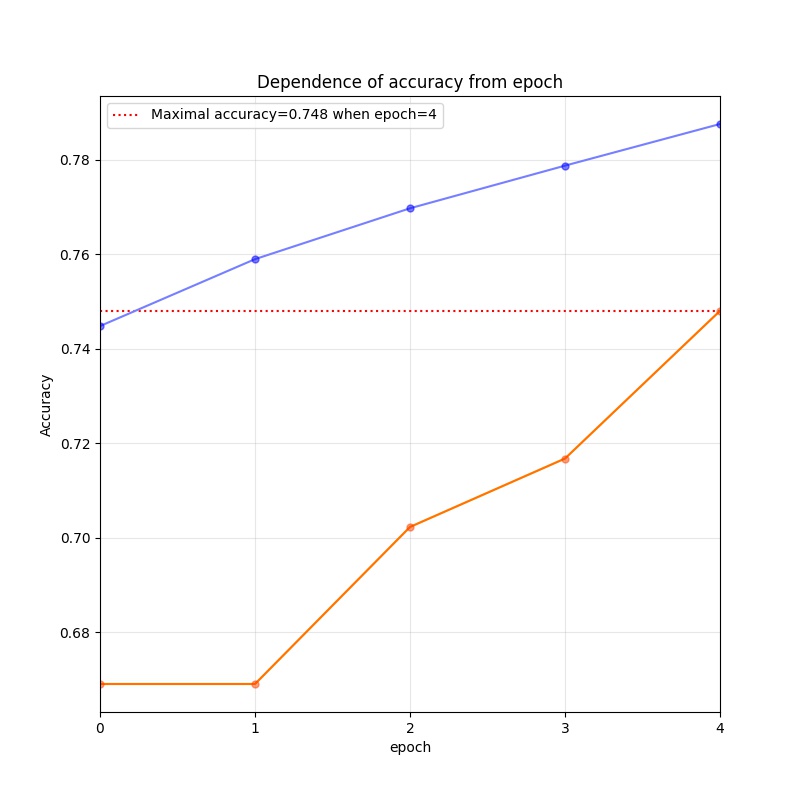 Dependence of accuracy from epoch
Maximal accuracy=0.748 when epoch=4
0.78
0.76
0.74
0.72
0.70
0.68
Accuracy
0 1 2 3 4
epoch